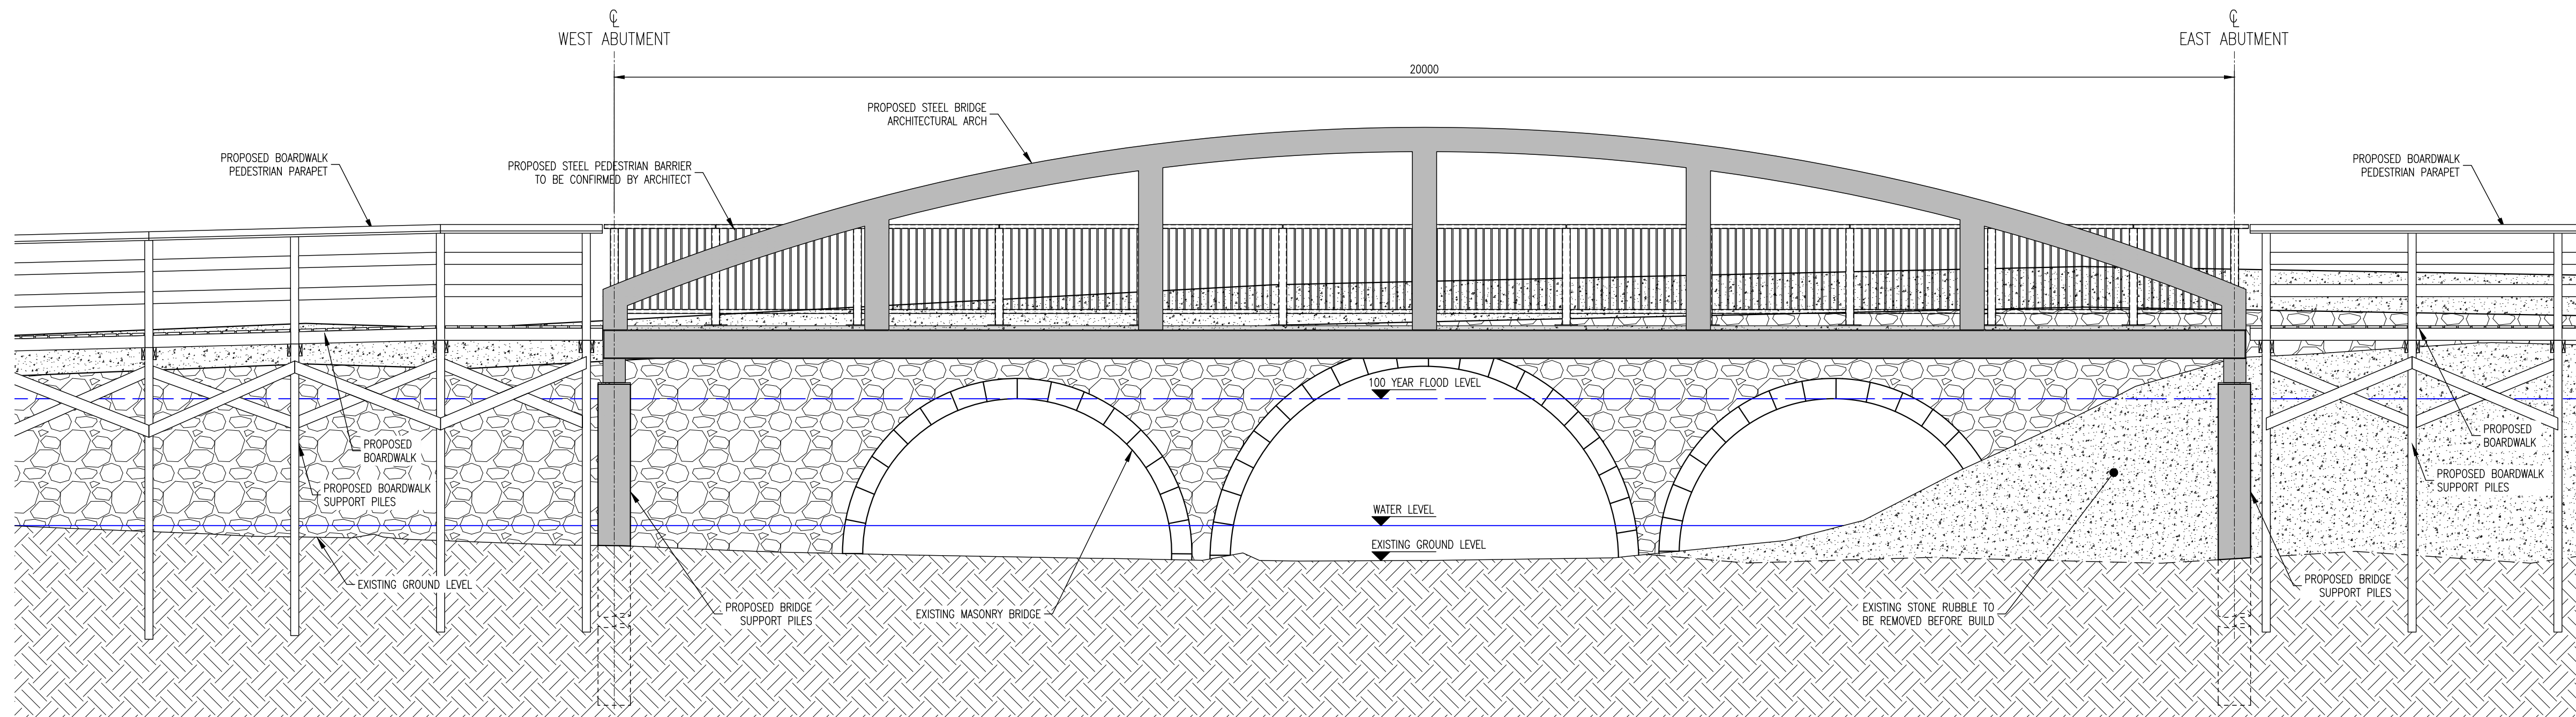 ℄
WEST ABUTMENT
℄
EAST ABUTMENT
20000
PROPOSED STEEL BRIDGE
ARCHITECTURAL ARCH
PROPOSED BOARDWALK
PEDESTRIAN PARAPET
PROPOSED STEEL PEDESTRIAN BARRIER
TO BE CONFIRMED BY ARCHITECT
PROPOSED BOARDWALK
PEDESTRIAN PARAPET
100 YEAR FLOOD LEVEL
PROPOSED
BOARDWALK
PROPOSED
BOARDWALK
PROPOSED BOARDWALK
SUPPORT PILES
PROPOSED BOARDWALK
SUPPORT PILES
WATER LEVEL
EXISTING GROUND LEVEL
EXISTING GROUND LEVEL
PROPOSED BRIDGE
SUPPORT PILES
EXISTING MASONRY BRIDGE
EXISTING STONE RUBBLE TO
BE REMOVED BEFORE BUILD
PROPOSED BRIDGE
SUPPORT PILES